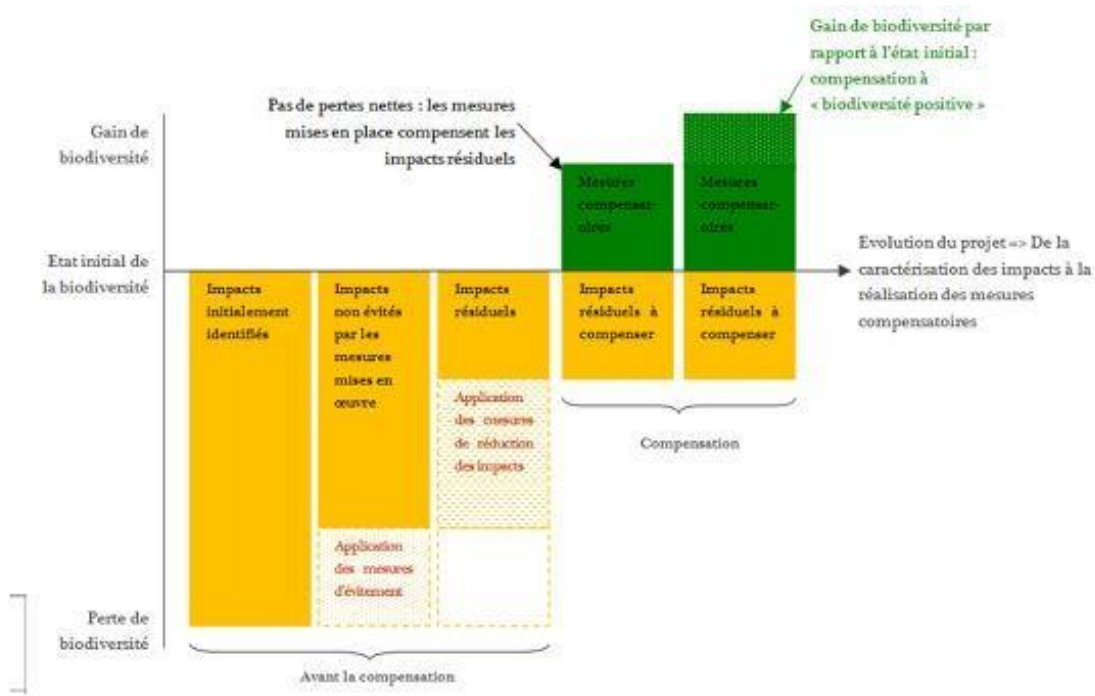 Gain de biodiversité par
rapport à l'état initial :
compensation à
« biodiversité positive »
Pas de pertes nettes : les mesures
mises en place compensent les
impacts résiduels
Gain de
biodiversité
Mesures
compensat-
oires
Mesures
compensat-
oires
Etat initial de
la biodiversité
Evolution du projet => De la
caractérisation des impacts à la
réalisation des mesures
compensatoires
Impacts
initialement
identifiés
Impacts
non évités
par les
mesures
mises en
œuvre
Impacts
résiduels
Impacts
résiduels à
compenser
Impacts
résiduels à
compenser
Application
des mesures
de réduction
des impacts
Compensation
Application
des mesures
d'évitement
Perte de
biodiversité
Avant la compensation